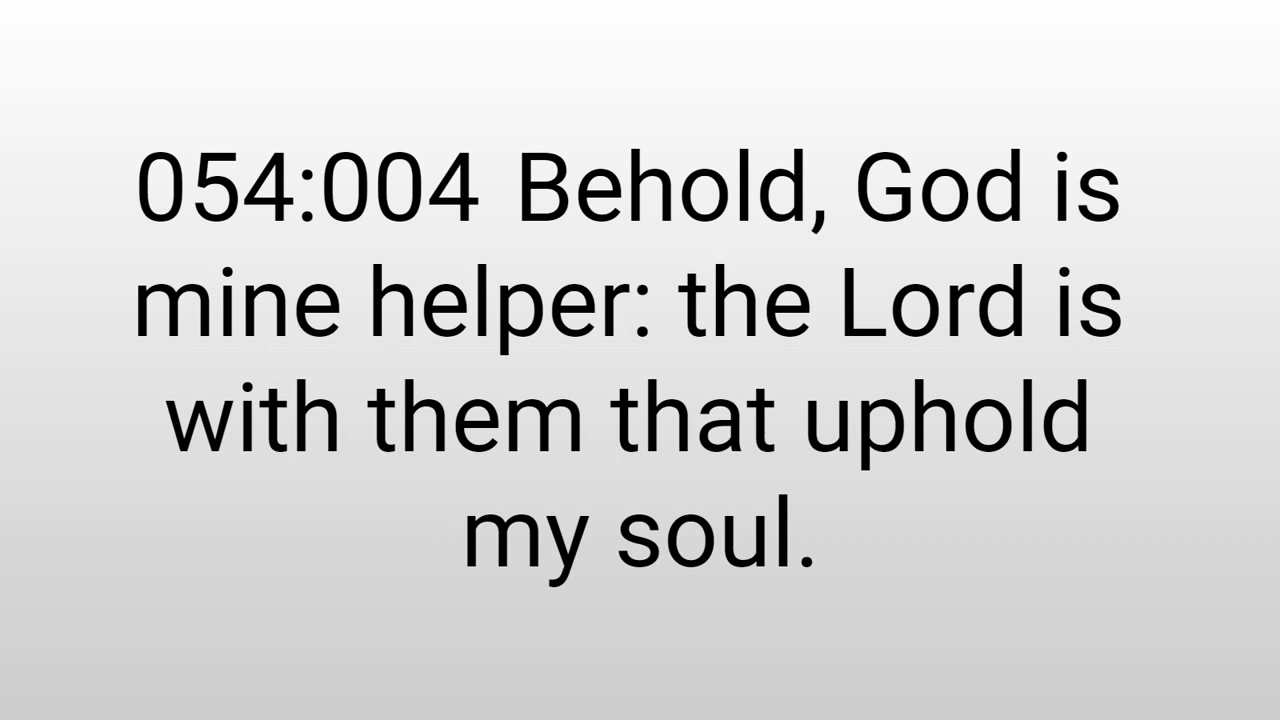 054:004 Behold, God is
mine helper: the Lord is
with them that uphold
my soul.